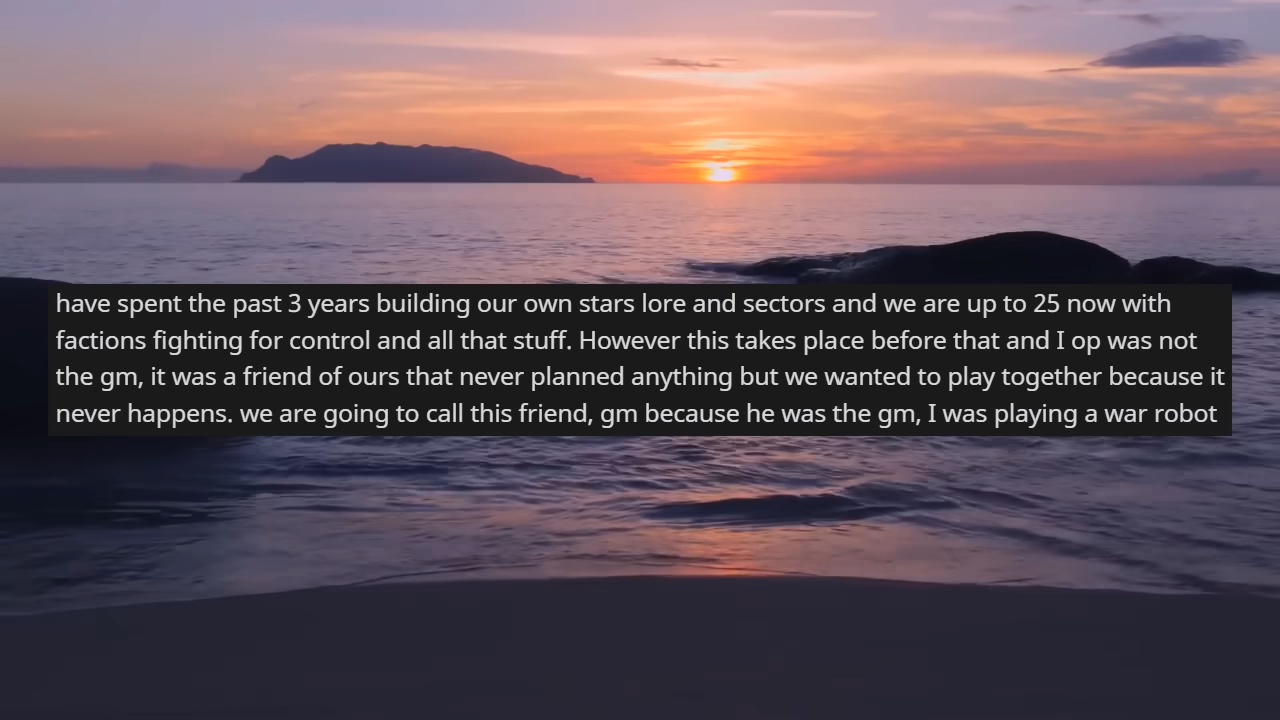 have spent the past 3 years building our own stars lore and sectors and we are up to 25 now with
factions fighting for control and all that stuff. However this takes place before that and I op was not
the gm, it was a friend of ours that never planned anything but we wanted to play together because it
never happens. we are going to call this friend, gm because he was the gm, I was playing a war robot